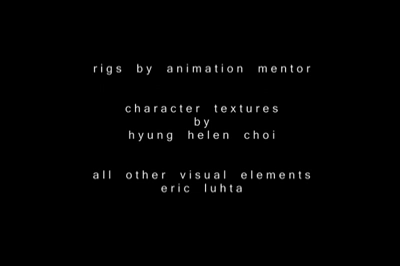 rigs by animation mentor
character textures
by
hyung helen choi
all other visual elements
eric luhta